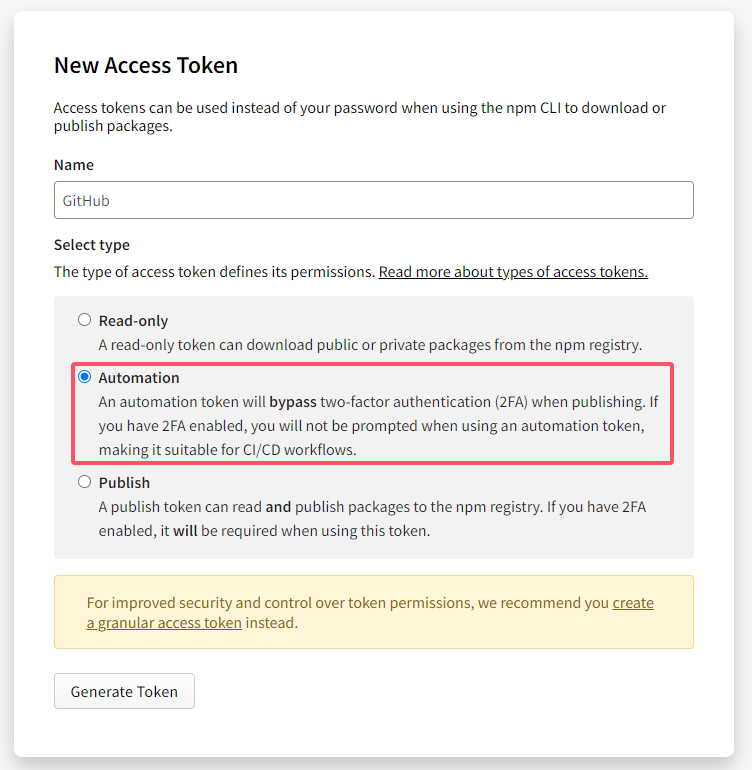 New Access Token
Access tokens can be used instead of your password when using the npm CLI to download or
publish packages.
Name
GitHub
Select type
The type of access token defines its permissions. Read more about types of access tokens.
Read-only
A read-only token can download public or private packages from the npm registry.
Automation
An automation token will bypass two-factor authentication (2FA) when publishing. If
you have 2FA enabled, you will not be prompted when using an automation token,
making it suitable for CI/CD workflows.
Publish
A publish token can read and publish packages to the npm registry. If you have 2FA
enabled, it will be required when using this token.
For improved security and control over token permissions, we recommend you create
a granular access token instead.
Generate Token